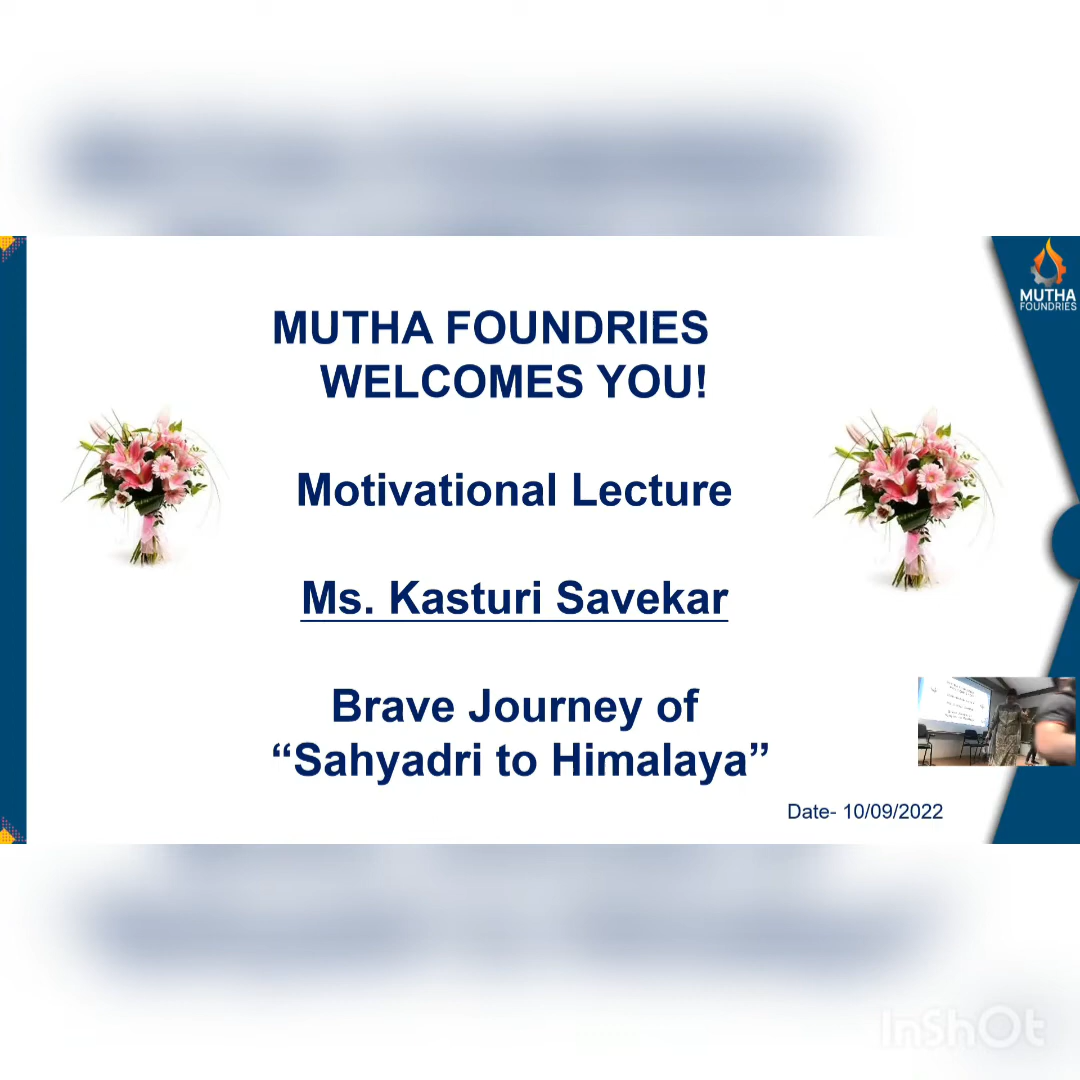 MUTHA FOUNDRIES
WELCOMES YOU!
Motivational Lecture
Ms. Kasturi Savekar
Brave Journey of
“Sahyadri to Himalaya”
Date- 10/09/2022
MUTHA
FOUNDRIES
InShOt